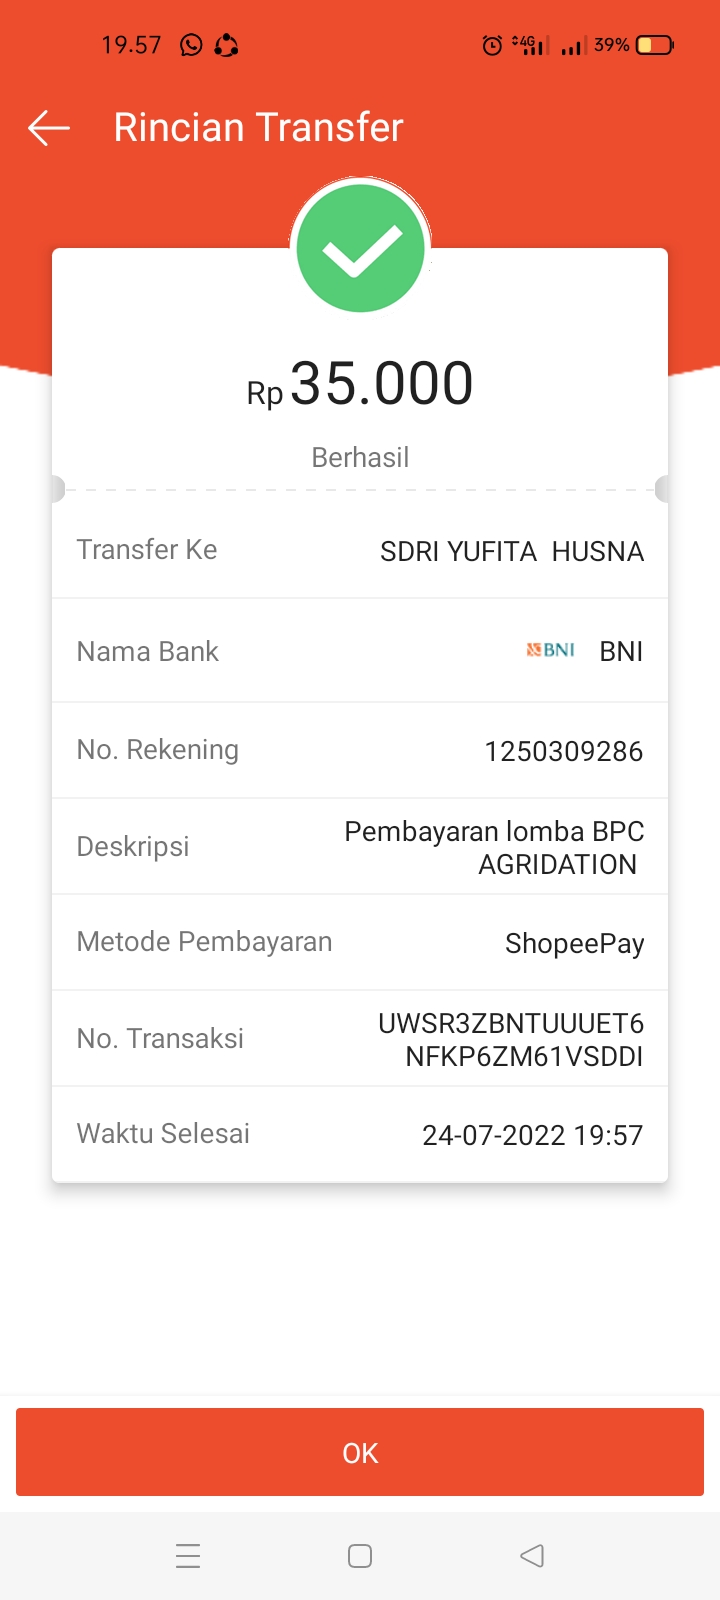 19.57 4G 39%
Rincian Transfer
Rp 35.000
Berhasil
Transfer Ke SDRI YUFITA HUSNA
Nama Bank BNI BNI
No. Rekening 1250309286
Deskripsi Pembayaran lomba BPC
AGRIDATION
Metode Pembayaran ShopeePay
No. Transaksi UWSR3ZBNTUUUET6
NFKP6ZM61VSDDI
Waktu Selesai 24-07-2022 19:57
OK